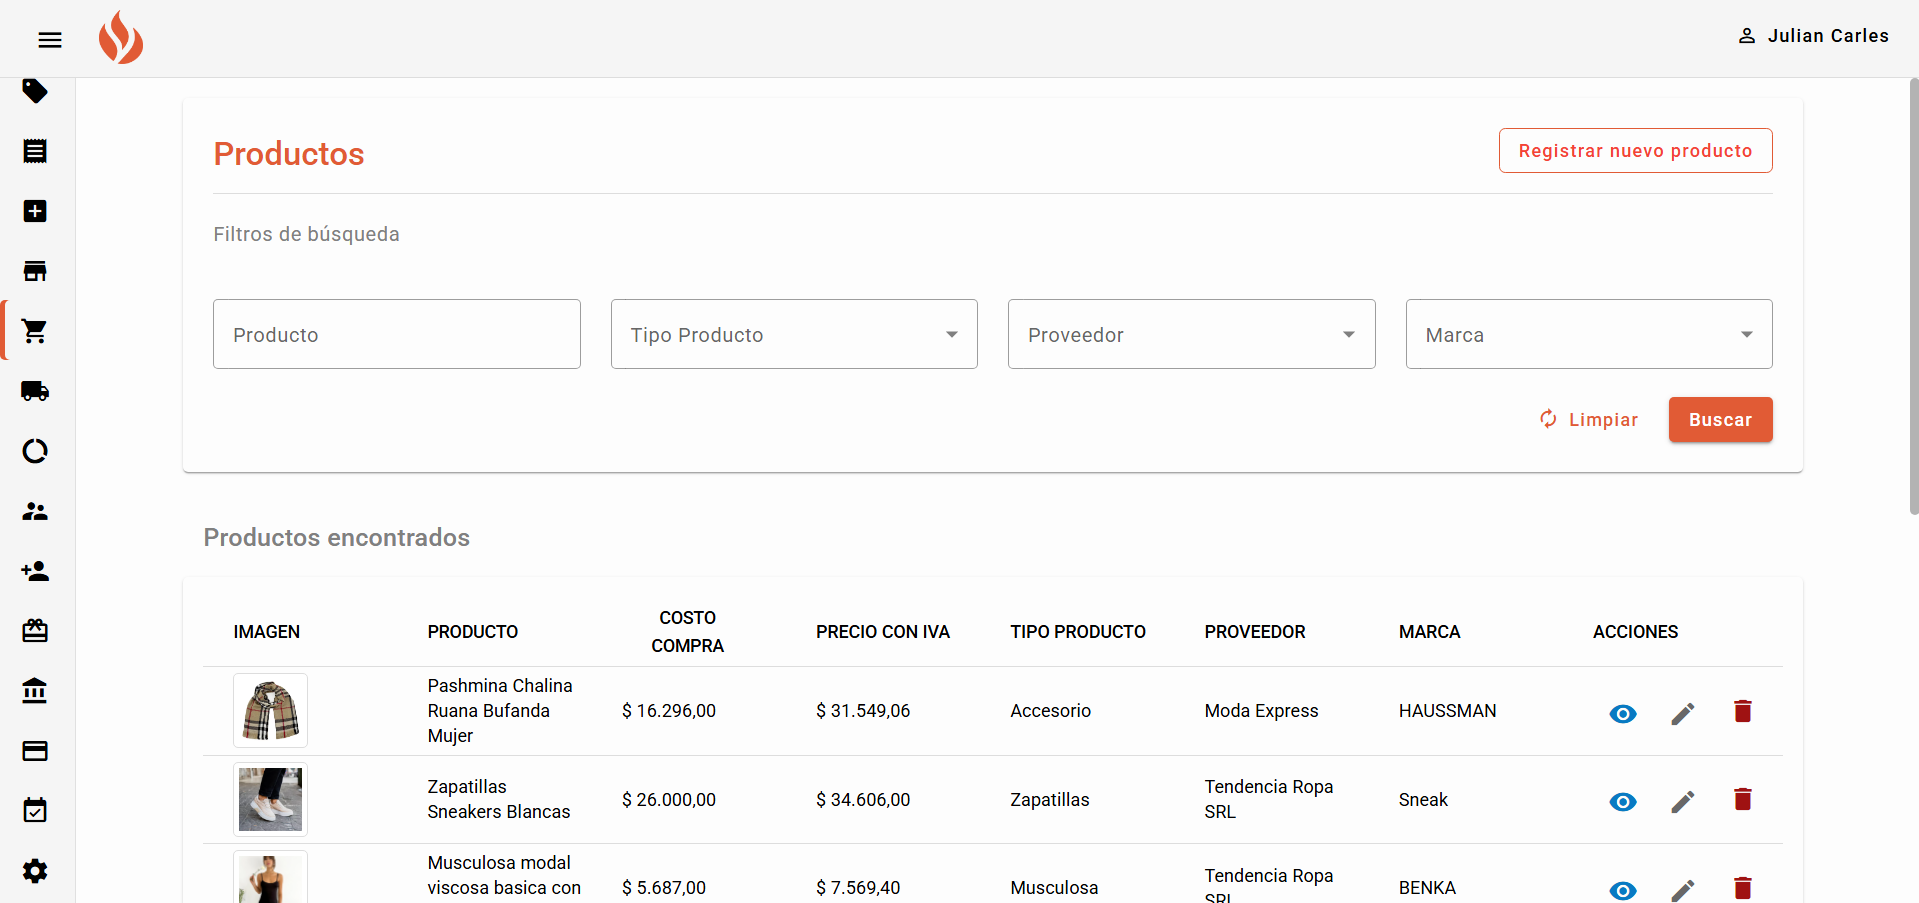 Julian Carles
Productos
Registrar nuevo producto
Filtros de búsqueda
Producto
Tipo Producto
Proveedor
Marca
Limpiar
Buscar
Productos encontrados
IMAGEN
PRODUCTO
COSTO
COMPRA
PRECIO CON IVA
TIPO PRODUCTO
PROVEEDOR
MARCA
ACCIONES
Pashmina Chalina
Ruana Bufanda
Mujer
$ 16.296,00
$ 31.549,06
Accesorio
Moda Express
HAUSSMAN
Zapatillas
Sneakers Blancas
$ 26.000,00
$ 34.606,00
Zapatillas
Tendencia Ropa
SRL
Sneak
Musculosa modal
viscosa basica con
$ 5.687,00
$ 7.569,40
Musculosa
Tendencia Ropa
SRL
BENKA